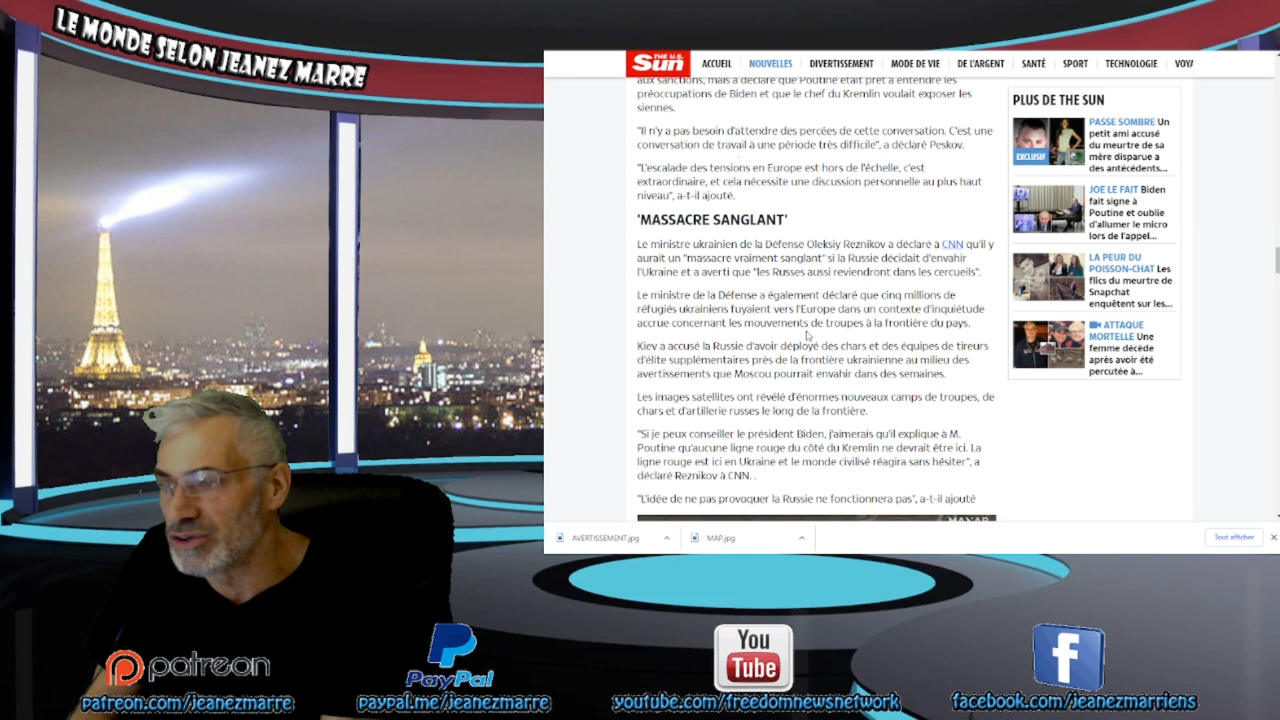 LE MONDE SELON JEANEZ MARRE
THE U.S. Sun
ACCUEIL NOUVELLES DIVERTISSEMENT MODE DE VIE DE L'ARGENT SANTÉ SPORT TECHNOLOGIE VOYA
aux sanctions, mais a déclaré que Poutine était prêt à entendre les
préoccupations de Biden et que le chef du Kremlin voulait exposer les
siennes.
"Il n'y a pas besoin d'attendre des percées de cette conversation. C'est une
conversation de travail à une période très difficile", a déclaré Peskov.
"L'escalade des tensions en Europe est hors de l'échelle, c'est
extraordinaire, et cela nécessite une discussion personnelle au plus haut
niveau", a-t-il ajouté.
'MASSACRE SANGLANT'
Le ministre ukrainien de la Défense Oleksiy Reznikov a déclaré à CNN qu'il y
aurait un "massacre vraiment sanglant" si la Russie décidait d'envahir
l'Ukraine et a averti que "les Russes aussi reviendront dans les cercueils".
Le ministre de la Défense a également déclaré que cinq millions de
réfugiés ukrainiens fuyaient vers l'Europe dans un contexte d'inquiétude
accrue concernant les mouvements de troupes à la frontière du pays.
Kiev a accusé la Russie d'avoir déployé des chars et des équipes de tireurs
d'élite supplémentaires près de la frontière ukrainienne au milieu des
avertissements que Moscou pourrait envahir dans des semaines.
Les images satellites ont révélé d'énormes nouveaux camps de troupes, de
chars et d'artillerie russes le long de la frontière.
"Si je peux conseiller le président Biden, j'aimerais qu'il explique à M.
Poutine qu'aucune ligne rouge du côté du Kremlin ne devrait être ici. La
ligne rouge est ici en Ukraine et le monde civilisé réagira sans hésiter", a
déclaré Reznikov à CNN. .
"L'idée de ne pas provoquer la Russie ne fonctionnera pas", a-t-il ajouté
MAXAR
PLUS DE THE SUN
EXCLUSIF
PASSE SOMBRE Un
petit ami accusé
du meurtre de sa
mère disparue a
des antécédents...
JOE LE FAIT Biden
fait signe à
Poutine et oublie
d'allumer le micro
lors de l'appel...
LA PEUR DU
POISSON-CHAT Les
flics du meurtre de
Snapchat
enquêtent sur les...
ATTAQUE
MORTELLE Une
femme décède
après avoir été
percutée à...
AVERTISSEMENT.jpg
MAP.jpg
Tout afficher
patreon
patreon.com/jeanezmarre
PayPal
paypal.me/jeanezmarre
You
Tube
youtube.com/freedomnewsnetwork
f
facebook.com/jeanezmarriens